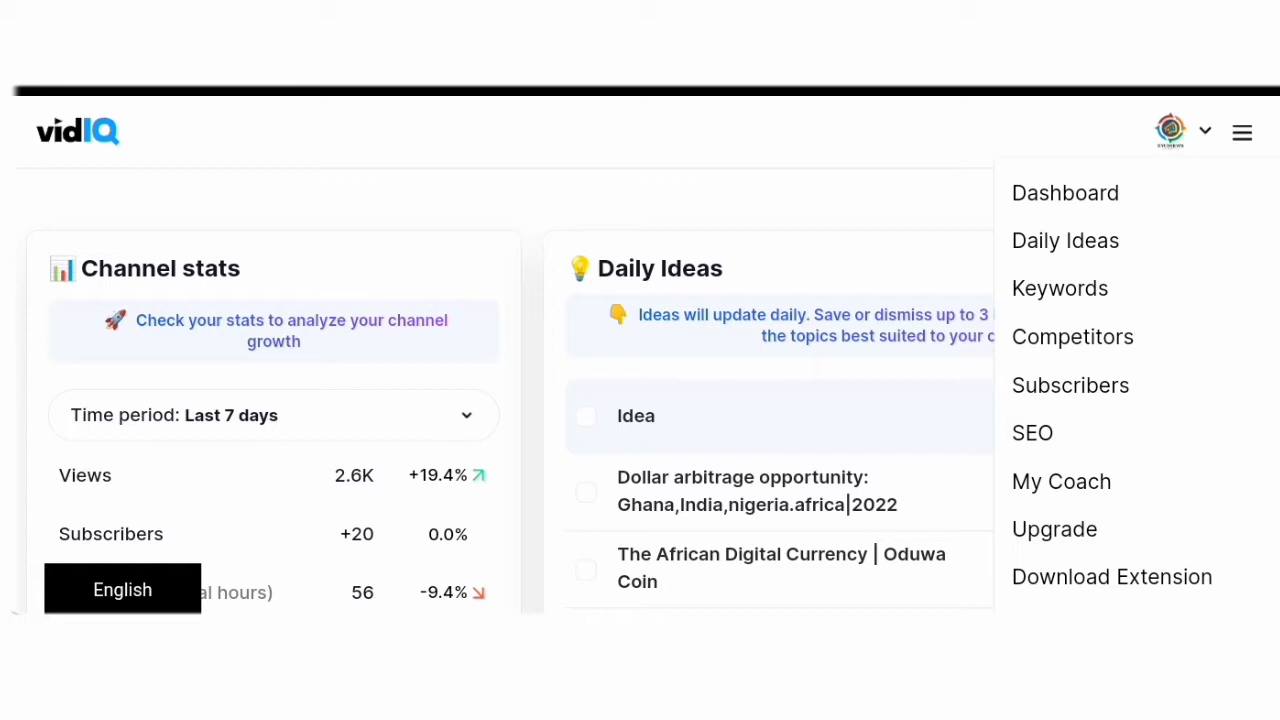 vidIQ
Channel stats
Check your stats to analyze your channel
growth
Time period: Last 7 days
Views 2.6K +19.4%
Subscribers +20 0.0%
hours) 56 -9.4%
English
Daily Ideas
Ideas will update daily. Save or dismiss up to 3
the topics best suited to your
Idea
Dollar arbitrage opportunity:
Ghana,India,nigeria.africa|2022
The African Digital Currency | Oduwa
Coin
Dashboard
Daily Ideas
Keywords
Competitors
Subscribers
SEO
My Coach
Upgrade
Download Extension